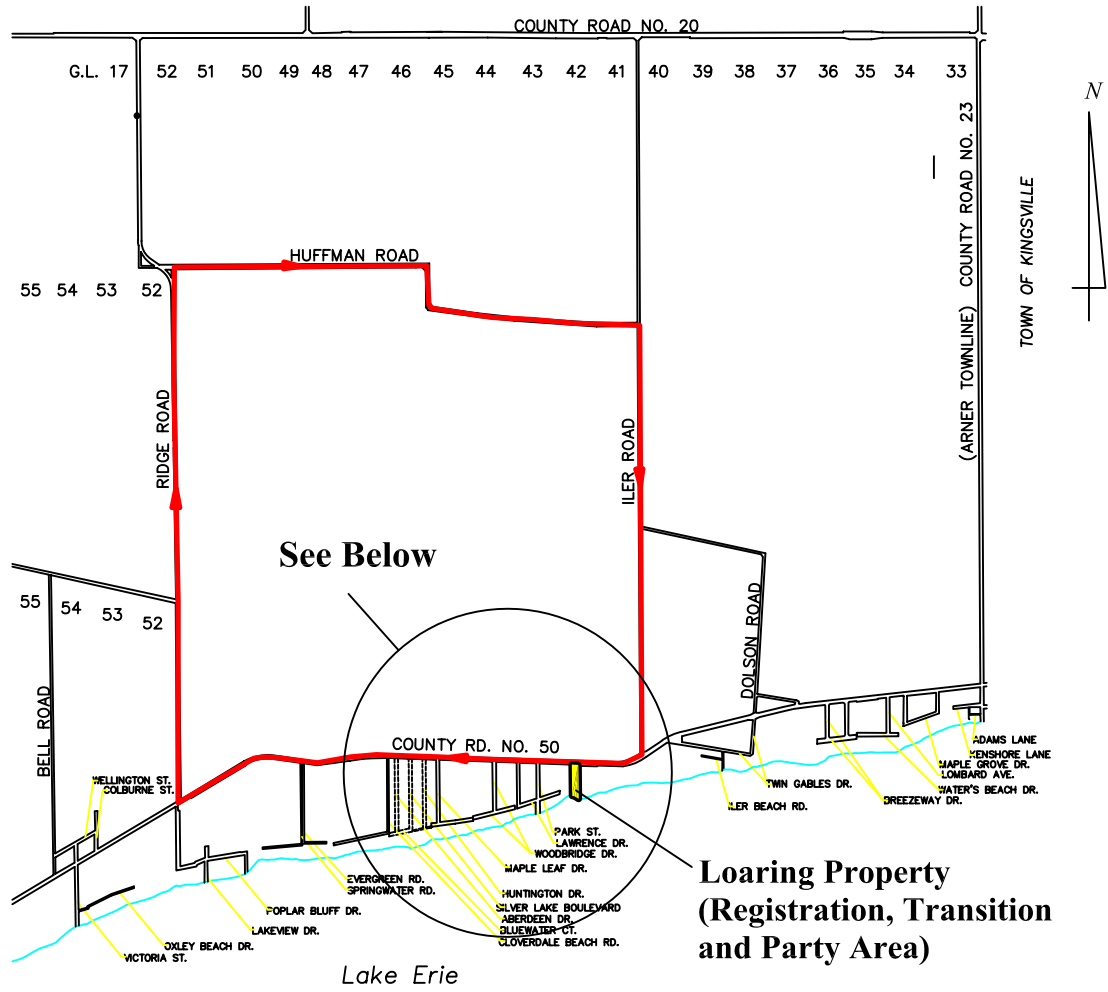 COUNTY ROAD NO. 20
G.L. 17 52 51 50 49 48 47 46 45 44 43 42 41 40 39 38 37 36 35 34 33
N
(ARNER TOWNLINE) COUNTY ROAD NO. 23
TOWN OF KINGSVILLE
HUFFMAN ROAD
55 54 53 52
RIDGE ROAD
ILER ROAD
See Below
55 54 53 52
BELL ROAD
DOLSON ROAD
COUNTY RD. NO. 50
WELLINGTON ST.
COLBURNE ST.
ADAMS LANE
KENSHORE LANE
MAPLE GROVE DR.
LOMBARD AVE.
WATER'S BEACH DR.
BREEZEWAY DR.
TWIN GABLES DR.
ILER BEACH RD.
PARK ST.
LAWRENCE DR.
WOODBRIDGE DR.
MAPLE LEAF DR.
HUNTINGTON DR.
SILVER LAKE BOULEVARD
ABERDEEN DR.
BLUEWATER CT.
CLOVERDALE BEACH RD.
EVERGREEN RD.
SPRINGWATER RD.
POPLAR BLUFF DR.
LAKEVIEW DR.
OXLEY BEACH DR.
VICTORIA ST.
Loaring Property
(Registration, Transition
and Party Area)
Lake Erie